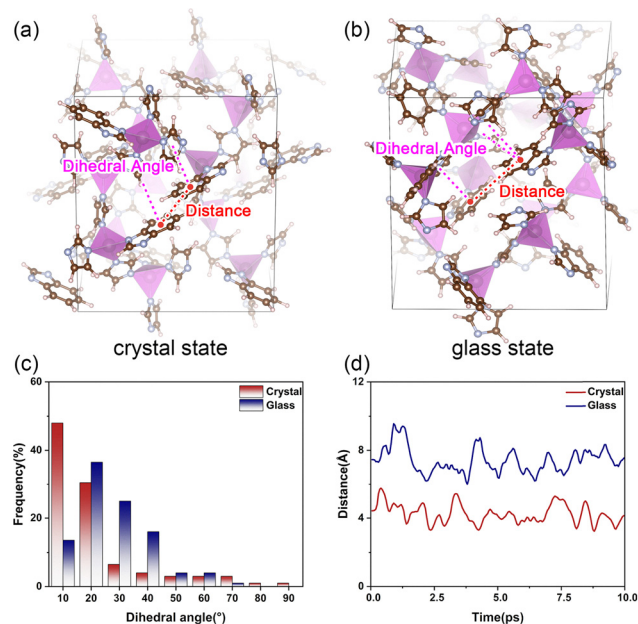 (a)
(b)
Dihedral Angle
Distance
Dihedral Angle
Distance
crystal state
glass state
(c)
(d)
60
40
20
0
Frequency(%)
Crystal
Glass
10 20 30 40 50 60 70 80 90
Dihedral angle(°)
12
8
4
0
Distance(Å)
Crystal
Glass
0.0 2.5 5.0 7.5 10.0
Time(ps)